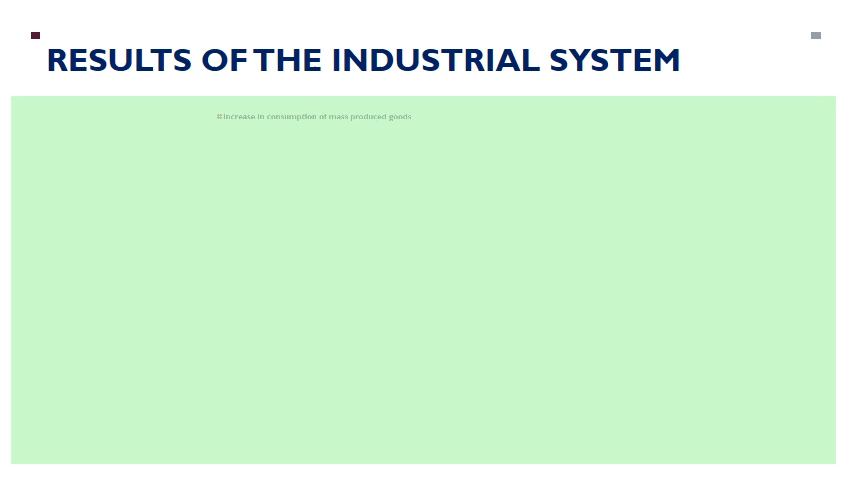 RESULTS OF THE INDUSTRIAL SYSTEM
#Increase in consumption of mass produced goods